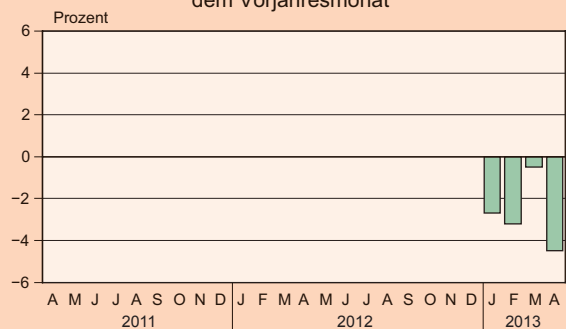 dem Vorjahresmonat
Prozent
6
4
2
0
−2
−4
−6
A M J J A S O N D J F M A M J J A S O N D J F M A
2011 2012 2013